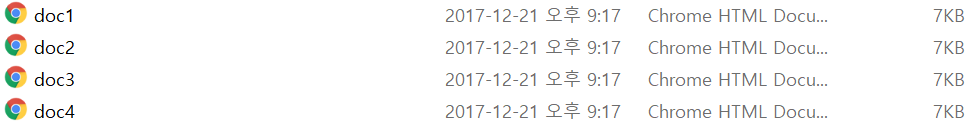 doc1 2017-12-21 오후 9:17 Chrome HTML Docu... 7KB
doc2 2017-12-21 오후 9:17 Chrome HTML Docu... 7KB
doc3 2017-12-21 오후 9:17 Chrome HTML Docu... 7KB
doc4 2017-12-21 오후 9:17 Chrome HTML Docu... 7KB